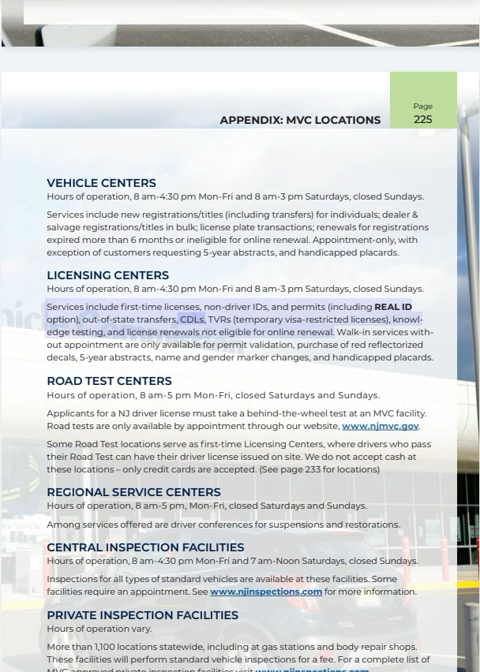 Page
APPENDIX: MVC LOCATIONS
225
VEHICLE CENTERS
Hours of operation, 8 am-4:30 pm Mon-Fri and 8 am-3 pm Saturdays, closed Sundays.
Services include new registrations/titles (including transfers) for individuals; dealer &
salvage registrations/titles in bulk; license plate transactions; renewals for registrations
expired more than 6 months or ineligible for online renewal. Appointment-only, with
exception of customers requesting 5-year abstracts, and handicapped placards.
LICENSING CENTERS
Hours of operation, 8 am-4:30 pm Mon-Fri and 8 am-3 pm Saturdays, closed Sundays.
Services include first-time licenses, non-driver IDs, and permits (including REAL ID
option), out-of-state transfers, CDLs, TVRs (temporary visa-restricted licenses), knowl-
edge testing, and license renewals not eligible for online renewal. Walk-in services with-
out appointment are only available for permit validation, purchase of red reflectorized
decals, 5-year abstracts, name and gender marker changes, and handicapped placards.
ROAD TEST CENTERS
Hours of operation, 8 am-5 pm Mon-Fri, closed Saturdays and Sundays.
Applicants for a NJ driver license must take a behind-the-wheel test at an MVC facility.
Road tests are only available by appointment through our website, www.njmvc.gov.
Some Road Test locations serve as first-time Licensing Centers, where drivers who pass
their Road Test can have their driver license issued on site. We do not accept cash at
these locations – only credit cards are accepted. (See page 233 for locations)
REGIONAL SERVICE CENTERS
Hours of operation, 8 am-5 pm, Mon-Fri, closed Saturdays and Sundays.
Among services offered are driver conferences for suspensions and restorations.
CENTRAL INSPECTION FACILITIES
Hours of operation, 8 am-4:30 pm Mon-Fri and 7 am-Noon Saturdays, closed Sundays.
Inspections for all types of standard vehicles are available at these facilities. Some
facilities require an appointment. See www.njinspections.com for more information.
PRIVATE INSPECTION FACILITIES
Hours of operation vary.
More than 1,100 locations statewide, including at gas stations and body repair shops.
These facilities will perform standard vehicle inspections for a fee. For a complete list of
MVC-approved private inspection facilities visit www.njinspections.com.